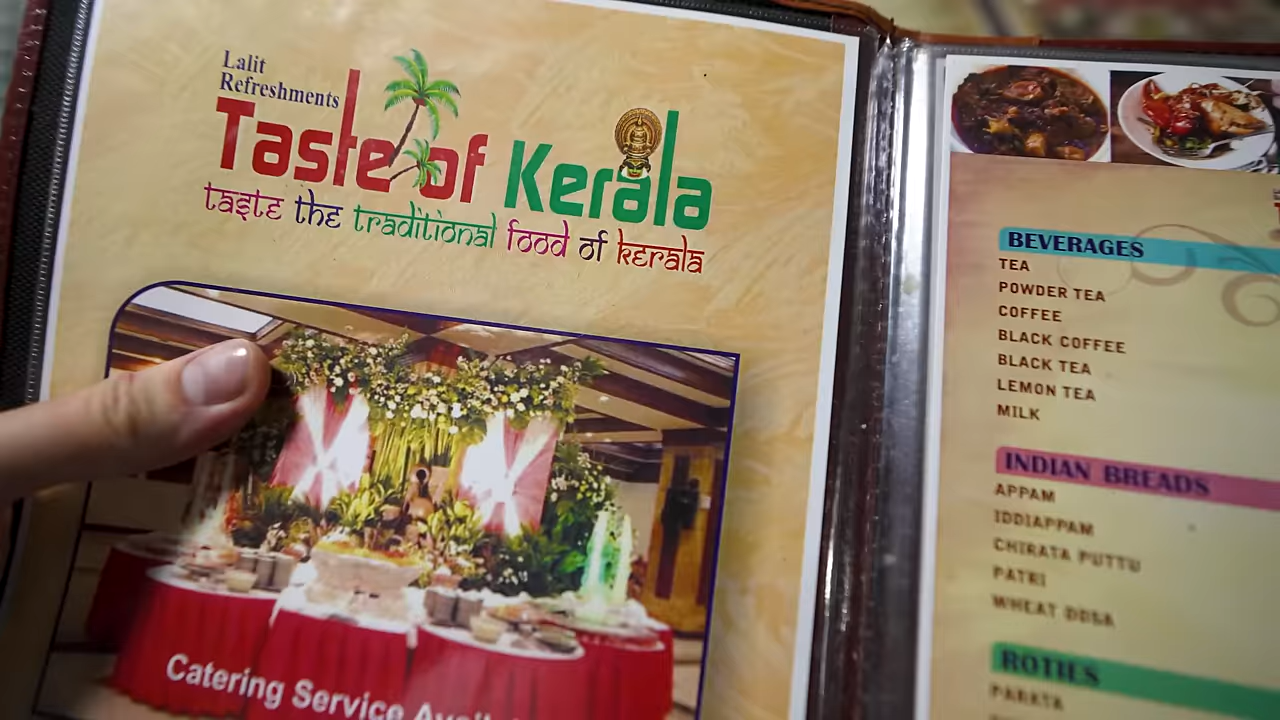 Lalit
Refreshments
Taste of Kerala
taste the traditional food of kerala
Catering Service
BEVERAGES
TEA
POWDER TEA
COFFEE
BLACK COFFEE
BLACK TEA
LEMON TEA
MILK
INDIAN BREADS
APPAM
IDDIAPPAM
CHIRATA PUTTU
PATRI
WHEAT DOSA
ROTIES
PARATA